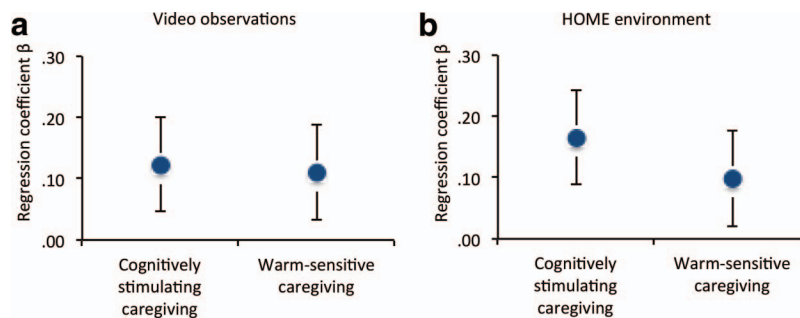 a
Video observations
Regression coefficient β
.30
.20
.10
.00
Cognitively
stimulating
caregiving
Warm-sensitive
caregiving
b
HOME environment
Regression coefficient β
.30
.20
.10
.00
Cognitively
stimulating
caregiving
Warm-sensitive
caregiving